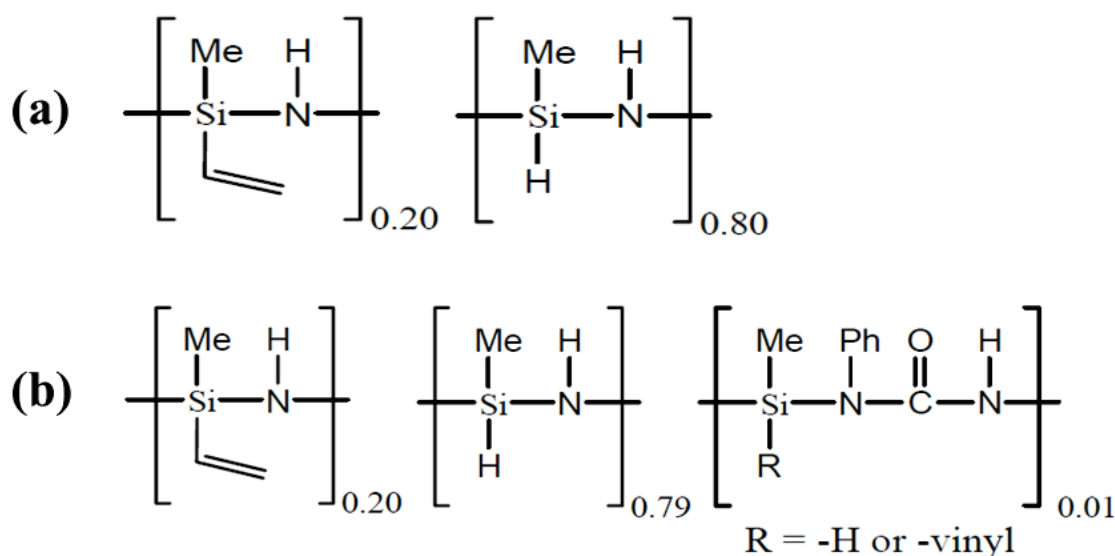 (a)
Me H Me H
Si N Si N
H
0.20 0.80
(b)
Me H Me H Me Ph O H
Si N Si N Si N C N
H R
0.20 0.79 0.01
R = -H or -vinyl